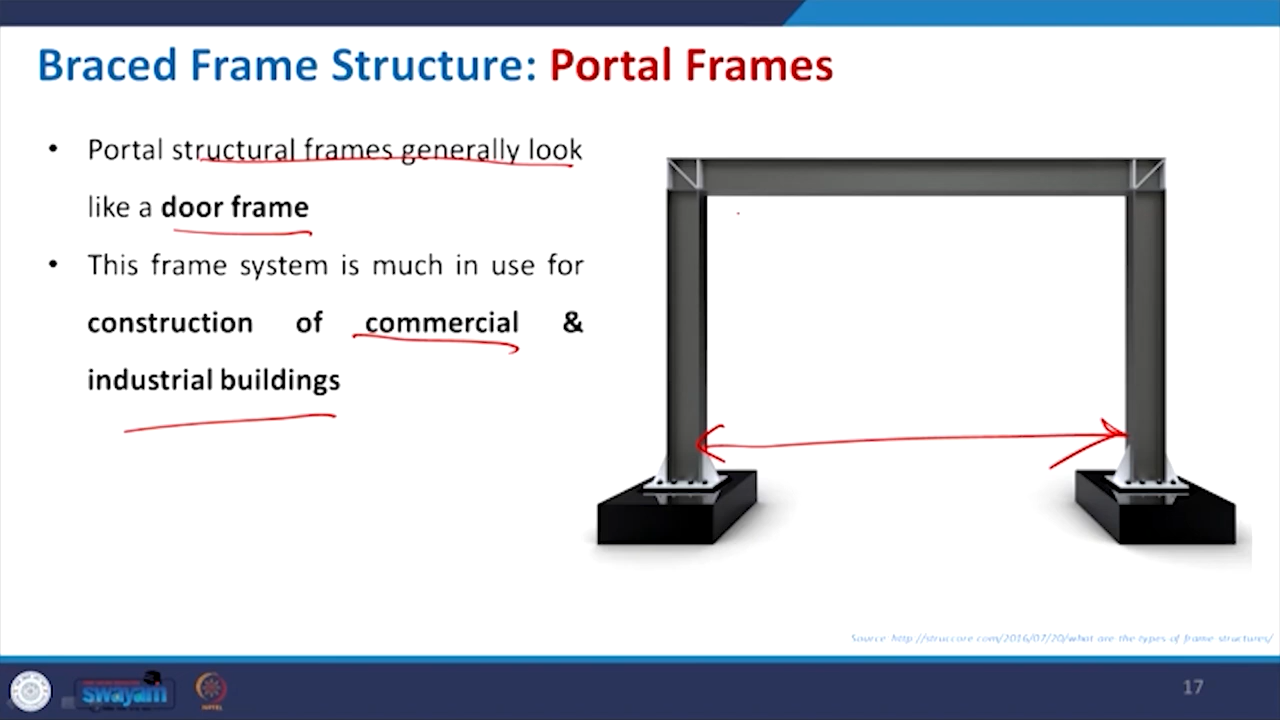 Braced Frame Structure: Portal Frames
• Portal structural frames generally look
like a door frame
• This frame system is much in use for
construction of commercial &
industrial buildings
Source http://struccore.com/2016/07/20/what are the types of frame structures/
swayam
NPTEL
17